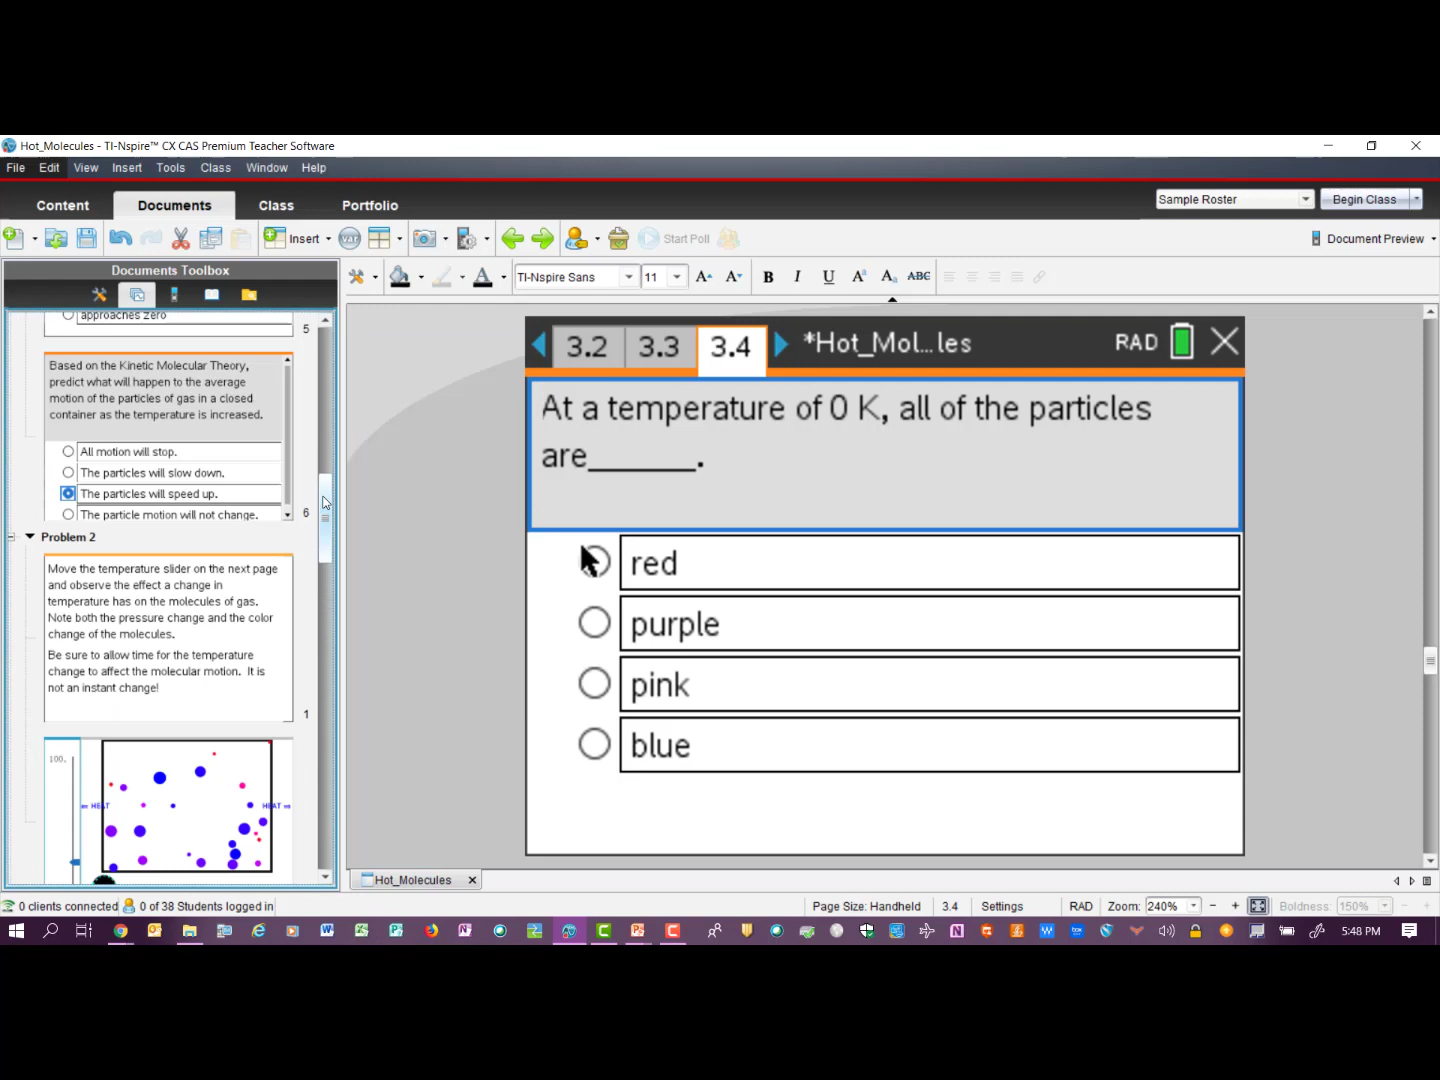 Hot_Molecules - TI-Nspire™ CX CAS Premium Teacher Software
File Edit View Insert Tools Class Window Help
Content Documents Class Portfolio
Sample Roster Begin Class
Insert VAR Start Poll Document Preview
Documents Toolbox
TI-Nspire Sans 11 A A B I U A A ABC
approaches zero
5
Based on the Kinetic Molecular Theory,
predict what will happen to the average
motion of the particles of gas in a closed
container as the temperature is increased.
All motion will stop.
The particles will slow down.
The particles will speed up.
The particle motion will not change.
6
Problem 2
Move the temperature slider on the next page
and observe the effect a change in
temperature has on the molecules of gas.
Note both the pressure change and the color
change of the molecules.
Be sure to allow time for the temperature
change to affect the molecular motion. It is
not an instant change!
1
100.
HEAT HEAT
3.2 3.3 3.4 *Hot_Mol...les RAD
At a temperature of 0 K, all of the particles
are______.
red
purple
pink
blue
Hot_Molecules
0 clients connected 0 of 38 Students logged in
Page Size: Handheld 3.4 Settings RAD Zoom: 240% - + Boldness: 150% - +
5:48 PM